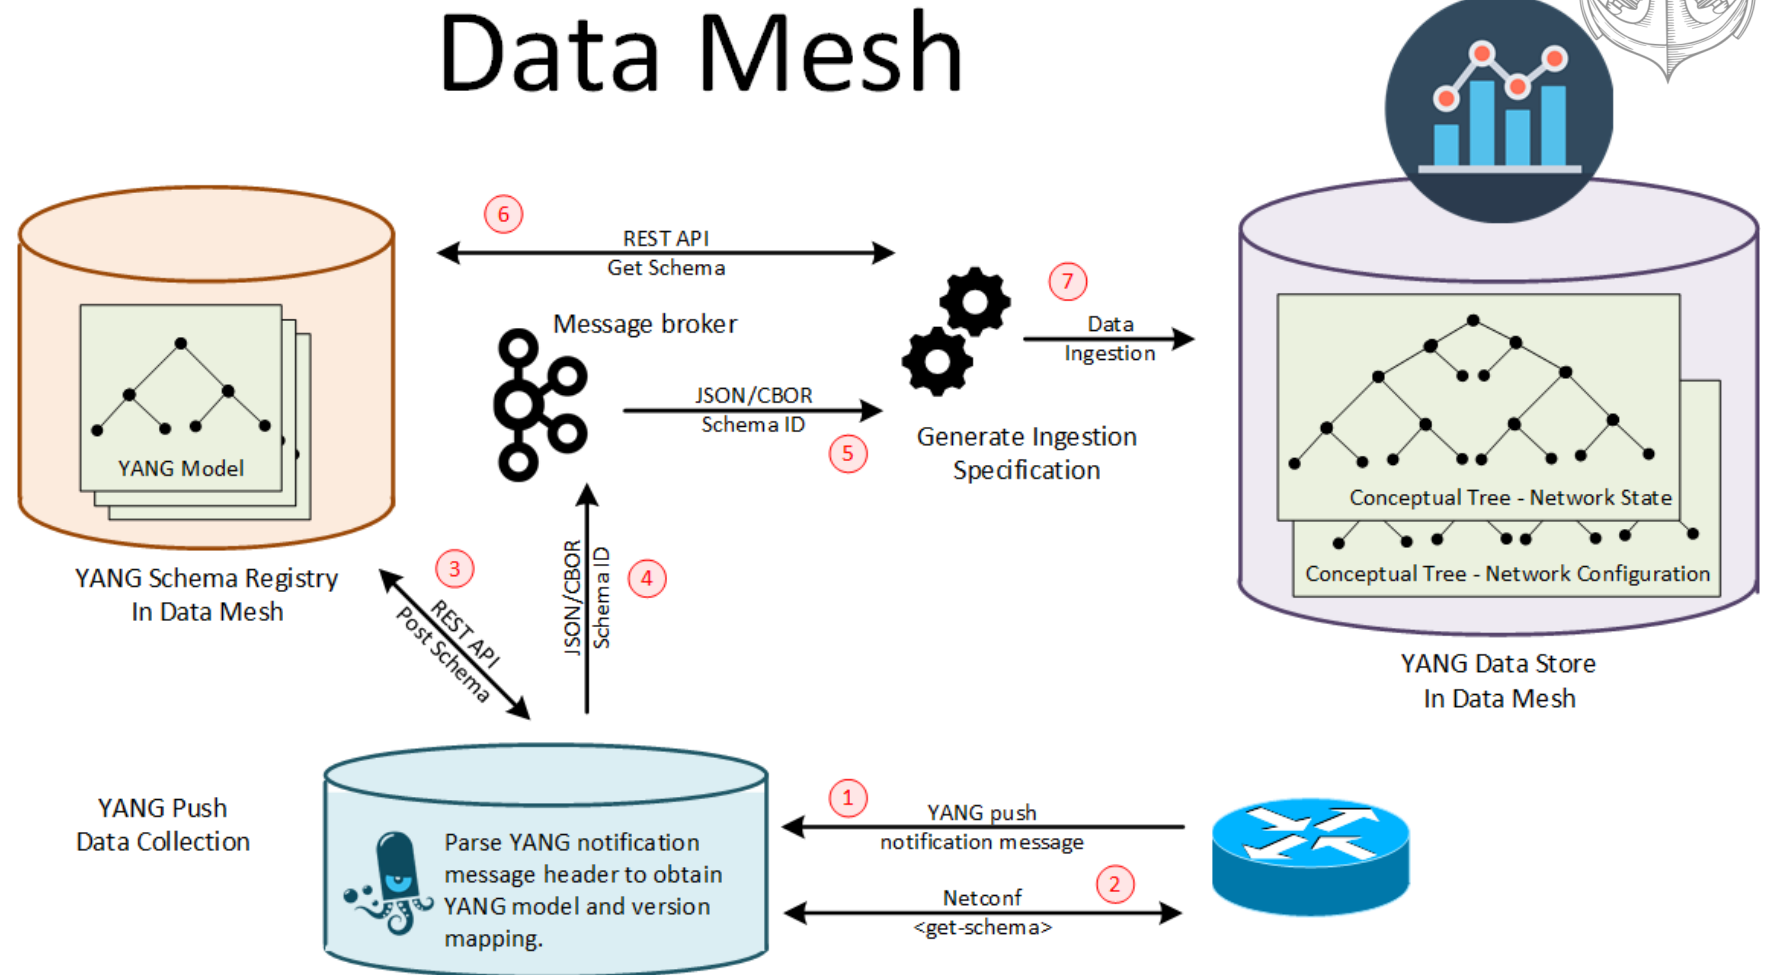 Data Mesh
6
REST API
Get Schema
7
Data
Ingestion
Message broker
JSON/CBOR
Schema ID
5
Generate Ingestion
Specification
YANG Model
YANG Schema Registry
In Data Mesh
Conceptual Tree - Network State
Conceptual Tree - Network Configuration
YANG Data Store
In Data Mesh
3
REST API
Post Schema
JSON/CBOR
Schema ID
4
YANG Push
Data Collection
Parse YANG notification
message header to obtain
YANG model and version
mapping.
1
YANG push
notification message
2
Netconf
<get-schema>